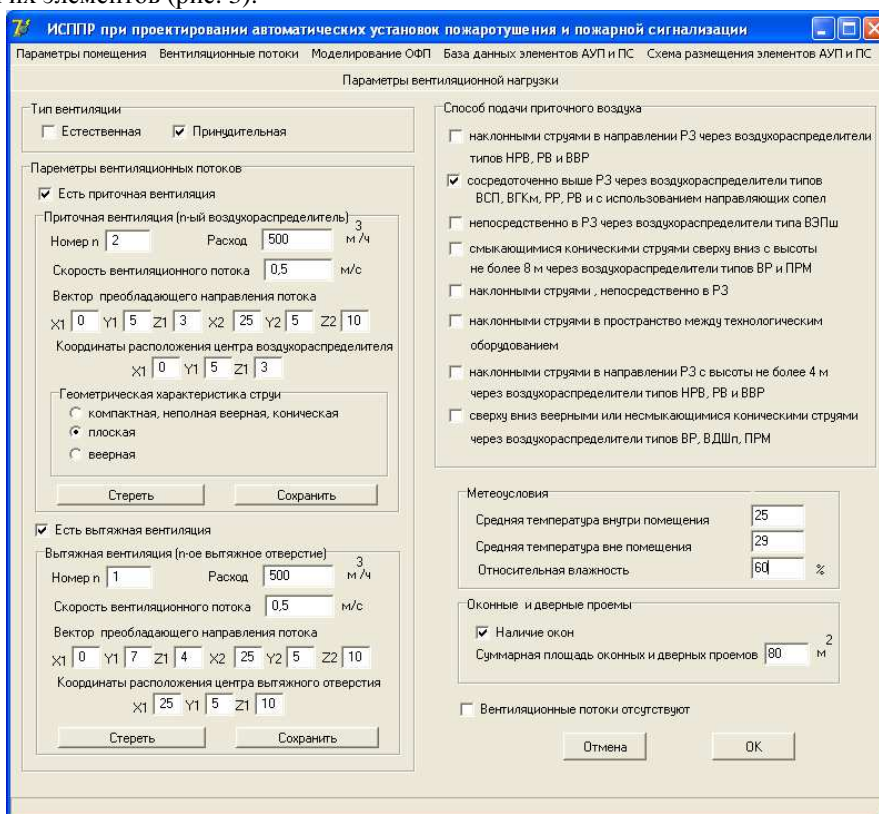 их элементов (рис. 3).
ИСППР при проектировании автоматических установок пожаротушения и пожарной сигнализации
Параметры помещения Вентиляционные потоки Моделирование ОФП База данных элементов АУП и ПС Схема размещения элементов АУП и ПС
Параметры вентиляционной нагрузки
Тип вентиляции
Естественная Принудительная
Пареметры вентиляционных потоков
Есть приточная вентиляция
Приточная вентиляция (n-ый воздухораспределитель)
Номер n 2 Расход 500 м 3 /ч
Скорость вентиляционного потока 0,5 м/с
Вектор преобладающего направления потока
X1 0 Y1 5 Z1 3 X2 25 Y2 5 Z2 10
Координаты расположения центра воздухораспределителя
X1 0 Y1 5 Z1 3
Геометрическая характеристика струи
компактная, неполная веерная, коническая
плоская
веерная
Стереть Сохранить
Есть вытяжная вентиляция
Вытяжная вентиляция (n-ое вытяжное отверстие)
Номер n 1 Расход 500 м 3 /ч
Скорость вентиляционного потока 0,5 м/с
Вектор преобладающего направления потока
X1 0 Y1 7 Z1 4 X2 25 Y2 5 Z2 10
Координаты расположения центра вытяжного отверстия
X1 25 Y1 5 Z1 10
Стереть Сохранить
Способ подачи приточного воздуха
наклонными струями в направлении РЗ через воздухораспределители
типов НРВ, РВ и ВВР
сосредоточенно выше РЗ через воздухораспределители типов
ВСП, ВГКм, РР, РВ и с использованием направляющих сопел
непосредственно в РЗ через воздухораспределители типа ВЭПш
смыкающимися коническими струями сверху вниз с высоты
не более 8 м через воздухораспределители типов ВР и ПРМ
наклонными струями , непосредственно в РЗ
наклонными струями в пространство между технологическим
оборудованием
наклонными струями в направлении РЗ с высоты не более 4 м
через воздухораспределители типов НРВ, РВ и ВВР
сверху вниз веерными или несмыкающимися коническими струями
через воздухораспределители типов ВР, ВДШп, ПРМ
Метеоусловия
Средняя температура внутри помещения 25
Средняя температура вне помещения 29
Относительная влажность 60 %
Оконные и дверные проемы
Наличие окон
Суммарная площадь оконных и дверных проемов 80 м 2
Вентиляционные потоки отсутствуют
Отмена OK